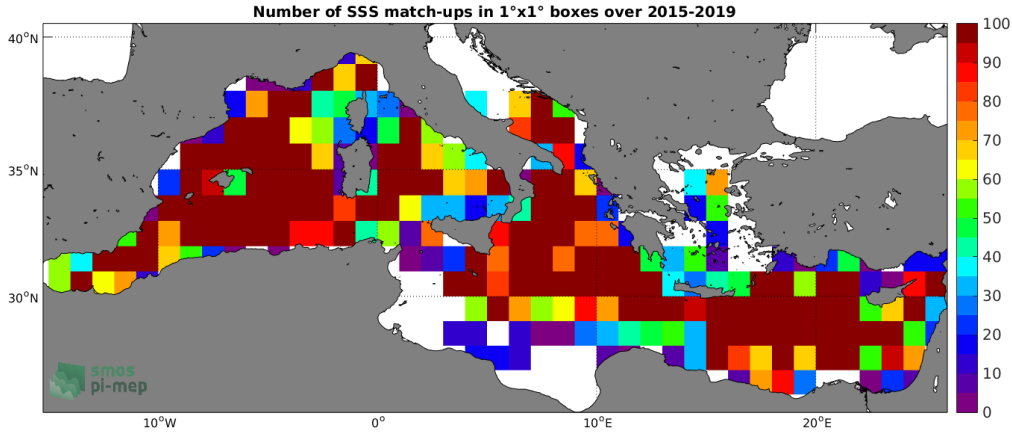 Number of SSS match-ups in 1°x1° boxes over 2015-2019
40°N
35°N
30°N
10°W
0°
10°E
20°E
100
90
80
70
60
50
40
30
20
10
0
smos
pi-mep